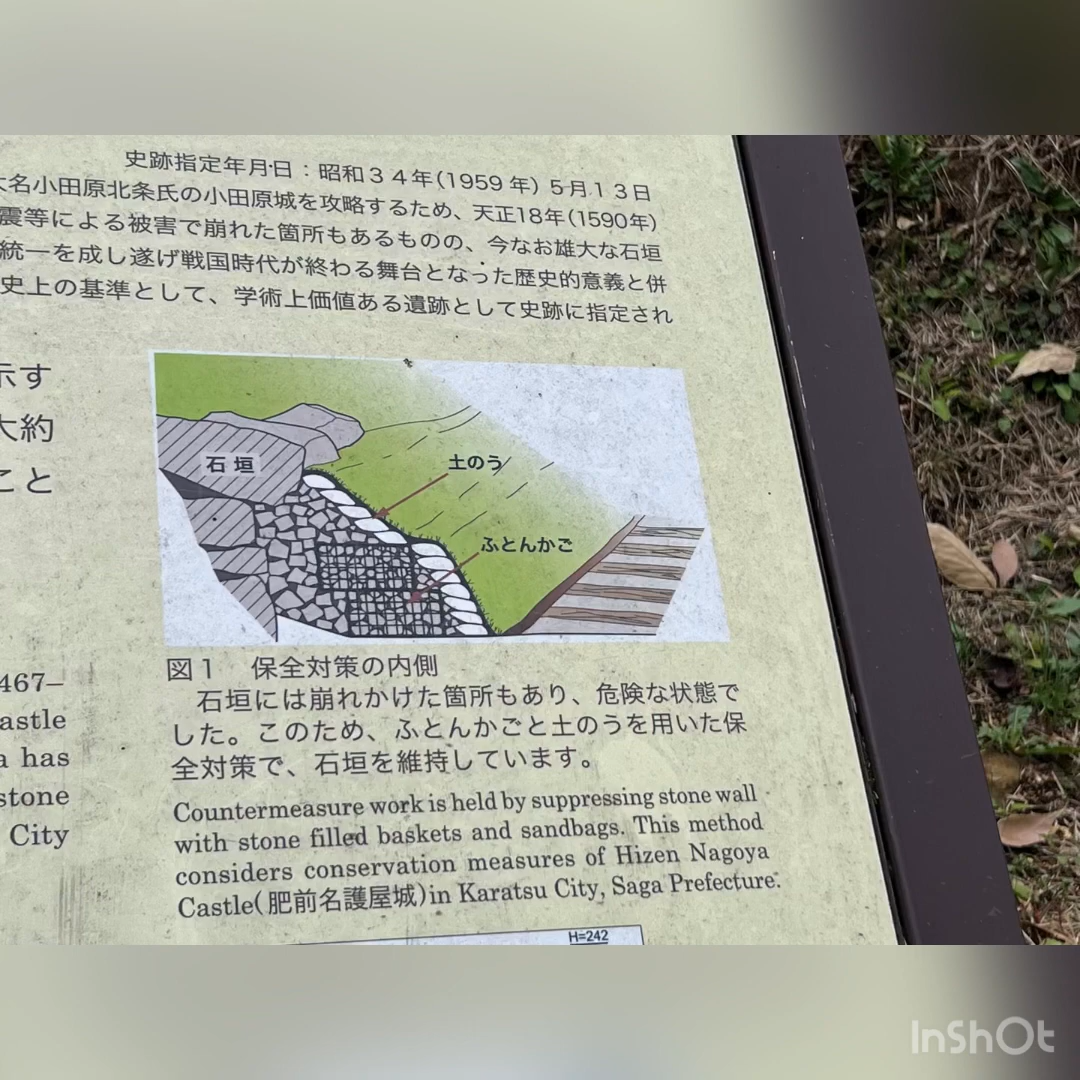 史跡指定年月日：昭和３４年(1959 年) ５月１３日
名小田原北条氏の小田原城を攻略するため、天正18年(1590年)
震等による被害で崩れた箇所もあるものの、今なお雄大な石垣
統一を成し遂げ戦国時代が終わる舞台となった歴史的意義と併
史上の基準として、学術上価値ある遺跡として史跡に指定され
示す
大約
こと
石垣
土のう
ふとんかご
図１　保全対策の内側
石垣には崩れかけた箇所もあり、危険な状態で
した。このため、ふとんかごと土のうを用いた保
全対策で、石垣を維持しています。
467–
astle
a has
stone
City
Countermeasure work is held by suppressing stone wall
with stone filled baskets and sandbags. This method
considers conservation measures of Hizen Nagoya
Castle(肥前名護屋城)in Karatsu City, Saga Prefecture.
H=242
InShOt